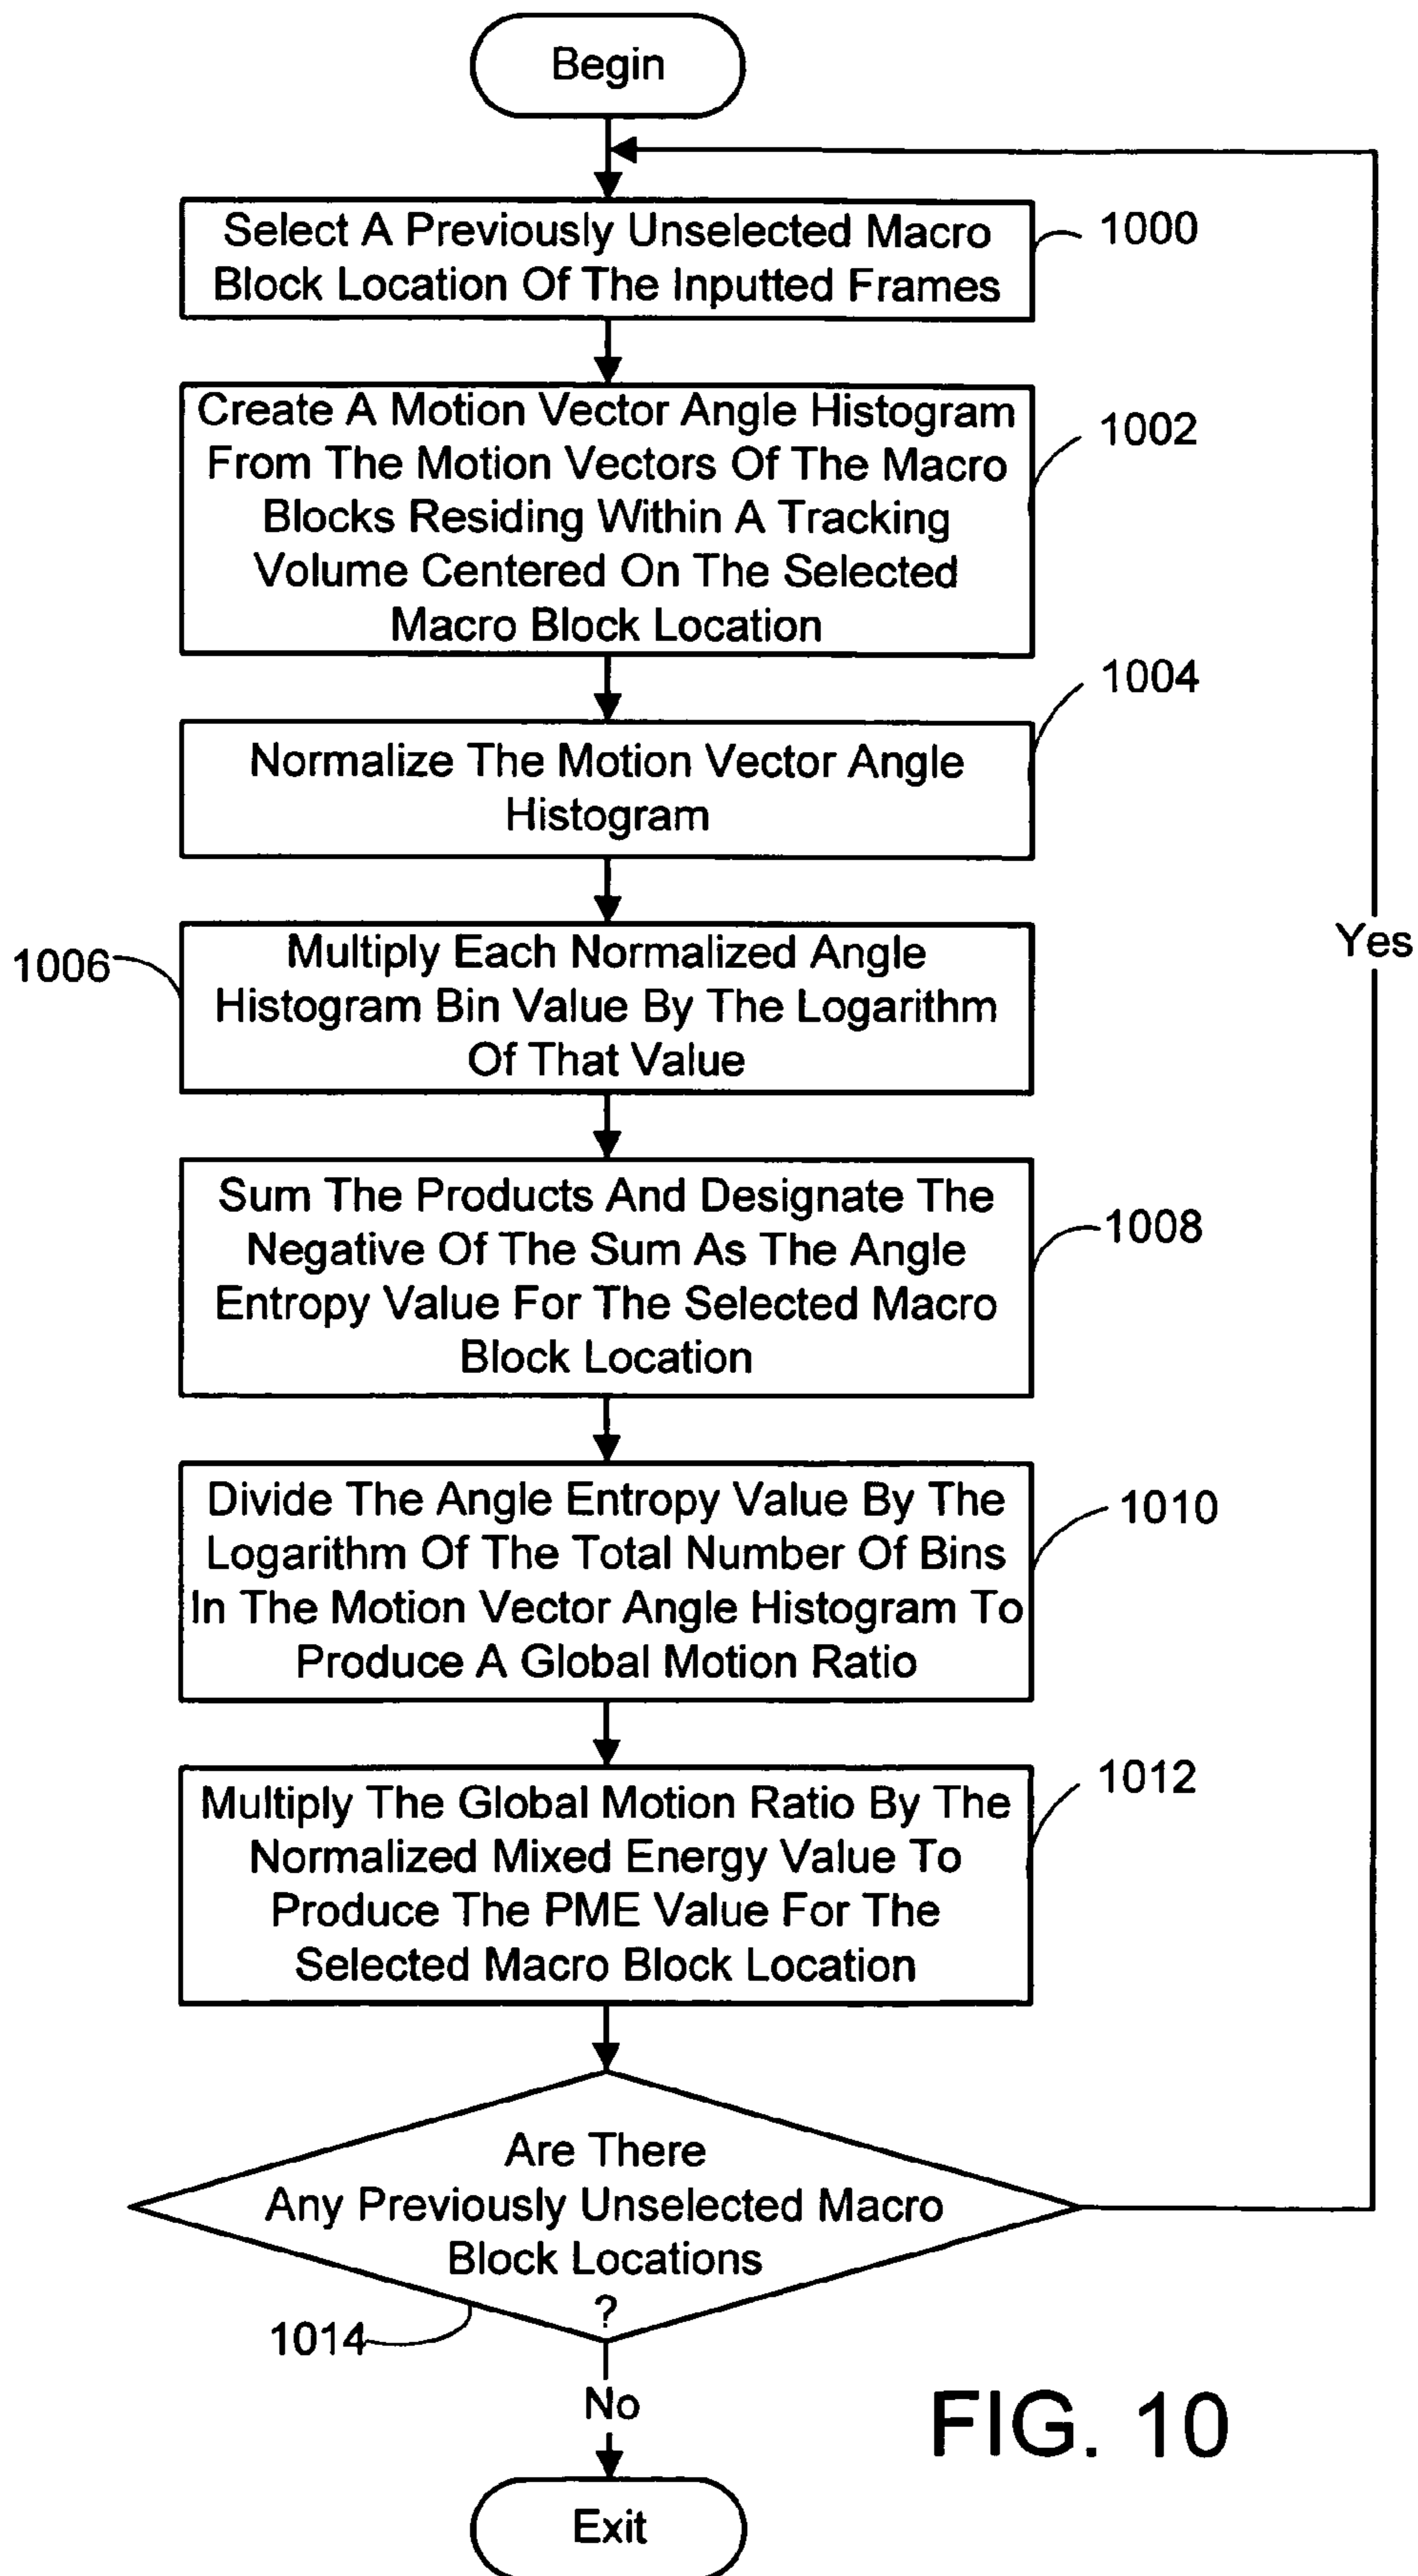 Begin
Select A Previously Unselected Macro
Block Location Of The Inputted Frames
1000
Create A Motion Vector Angle Histogram
From The Motion Vectors Of The Macro
Blocks Residing Within A Tracking
Volume Centered On The Selected
Macro Block Location
1002
1004
Normalize The Motion Vector Angle
Histogram
Yes
1006
Multiply Each Normalized Angle
Histogram Bin Value By The Logarithm
Of That Value
Sum The Products And Designate The
Negative Of The Sum As The Angle
Entropy Value For The Selected Macro
Block Location
1008
Divide The Angle Entropy Value By The
Logarithm Of The Total Number Of Bins
In The Motion Vector Angle Histogram To
Produce A Global Motion Ratio
1010
Multiply The Global Motion Ratio By The
Normalized Mixed Energy Value To
Produce The PME Value For The
Selected Macro Block Location
1012
Are There
Any Previously Unselected Macro
Block Locations
?
1014
No
FIG. 10
Exit